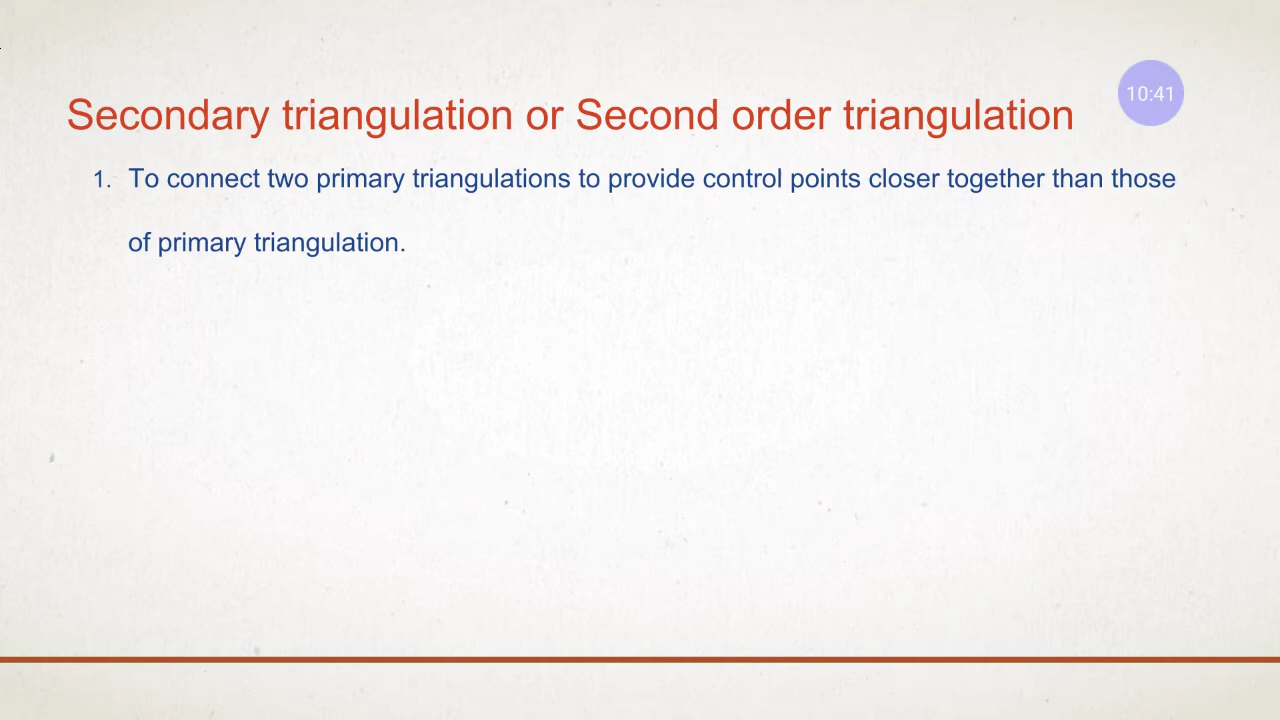 10:41
Secondary triangulation or Second order triangulation
1. To connect two primary triangulations to provide control points closer together than those
of primary triangulation.